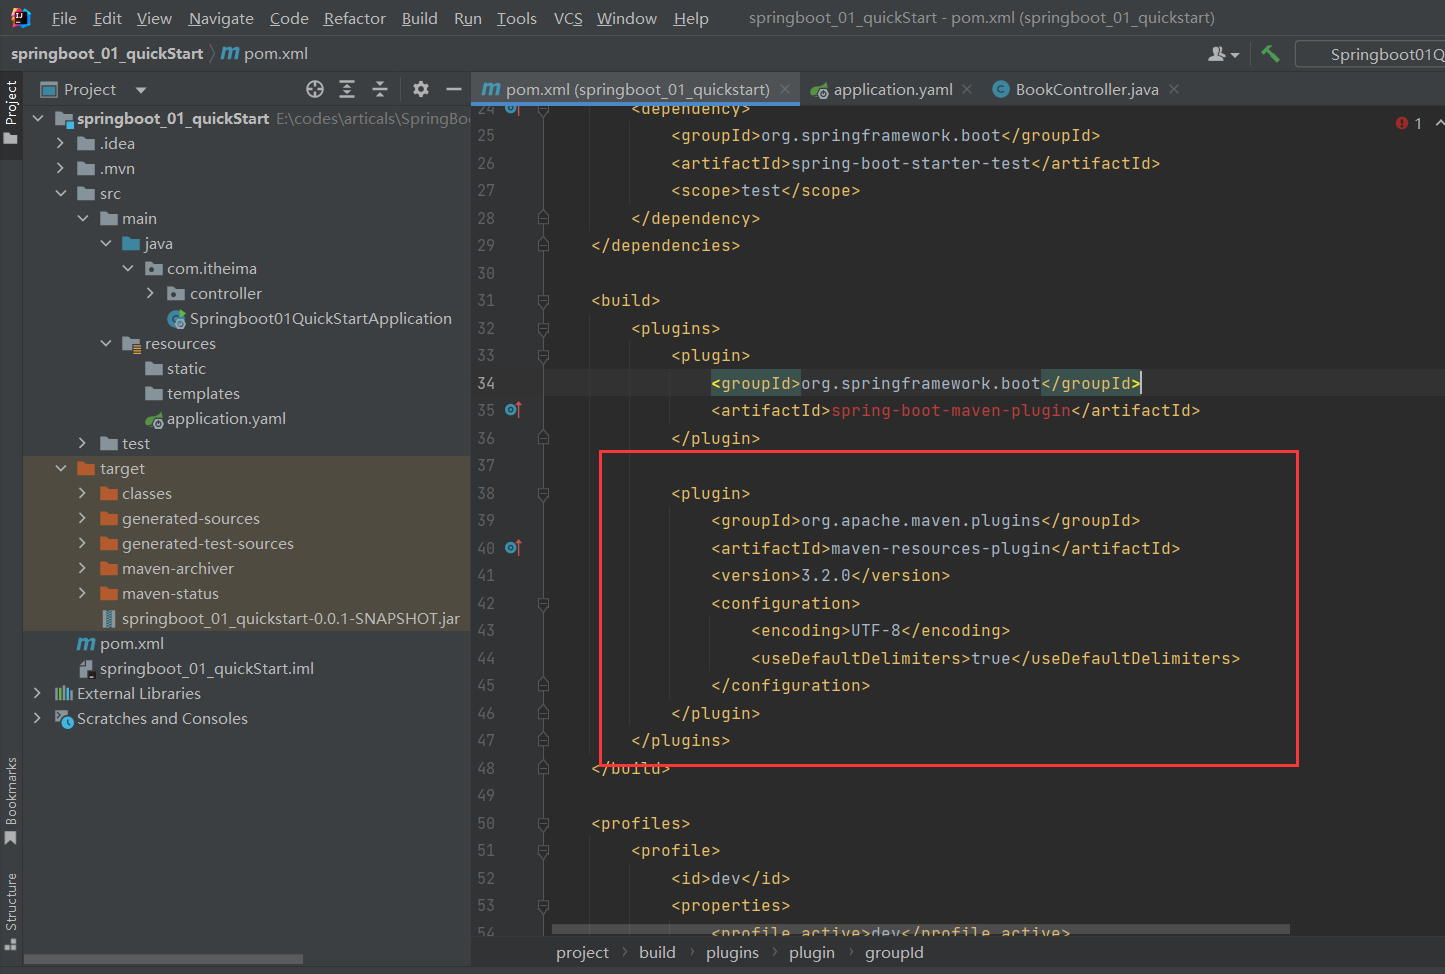 File Edit View Navigate Code Refactor Build Run Tools VCS Window Help springboot_01_quickStart - pom.xml (springboot_01_quickstart)
springboot_01_quickStart pom.xml Springboot01Q
Project
Project
pom.xml (springboot_01_quickstart) application.yaml BookController.java
springboot_01_quickStart E:\codes\articals\SpringBo
.idea
.mvn
src
main
java
com.itheima
controller
Springboot01QuickStartApplication
resources
static
templates
application.yaml
test
target
classes
generated-sources
generated-test-sources
maven-archiver
maven-status
springboot_01_quickstart-0.0.1-SNAPSHOT.jar
pom.xml
springboot_01_quickStart.iml
External Libraries
Scratches and Consoles
Bookmarks
Structure
1
24 <dependency>
25 <groupId>org.springframework.boot</groupId>
26 <artifactId>spring-boot-starter-test</artifactId>
27 <scope>test</scope>
28 </dependency>
29 </dependencies>
30
31 <build>
32 <plugins>
33 <plugin>
34 <groupId>org.springframework.boot</groupId>
35 <artifactId>spring-boot-maven-plugin</artifactId>
36 </plugin>
37
38 <plugin>
39 <groupId>org.apache.maven.plugins</groupId>
40 <artifactId>maven-resources-plugin</artifactId>
41 <version>3.2.0</version>
42 <configuration>
43 <encoding>UTF-8</encoding>
44 <useDefaultDelimiters>true</useDefaultDelimiters>
45 </configuration>
46 </plugin>
47 </plugins>
48 </build>
49
50 <profiles>
51 <profile>
52 <id>dev</id>
53 <properties>
54 <profile.active>dev</profile.active>
project build plugins plugin groupId